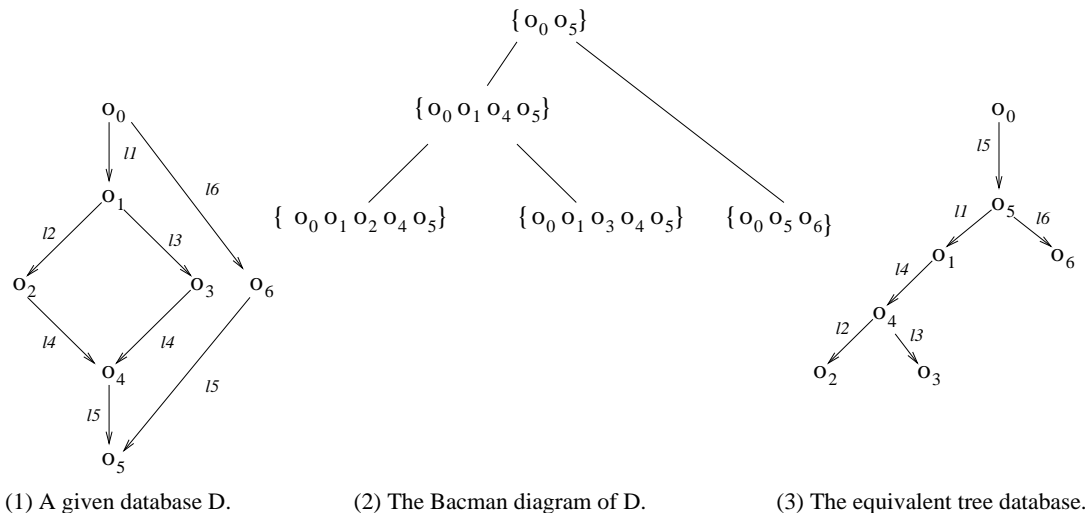 { o0 o5}
{ o0 o1 o4 o5}
{ o0 o1 o2 o4 o5}
{ o0 o1 o3 o4 o5}
{ o0 o5 o6}
o0
l1
l6
o1
l2
l3
o2
o3
o6
l4
l4
o4
l5
l5
o5
o0
l5
o5
l1
l6
o1
o6
l4
o4
l2
l3
o2
o3
(1) A given database D.
(2) The Bacman diagram of D.
(3) The equivalent tree database.